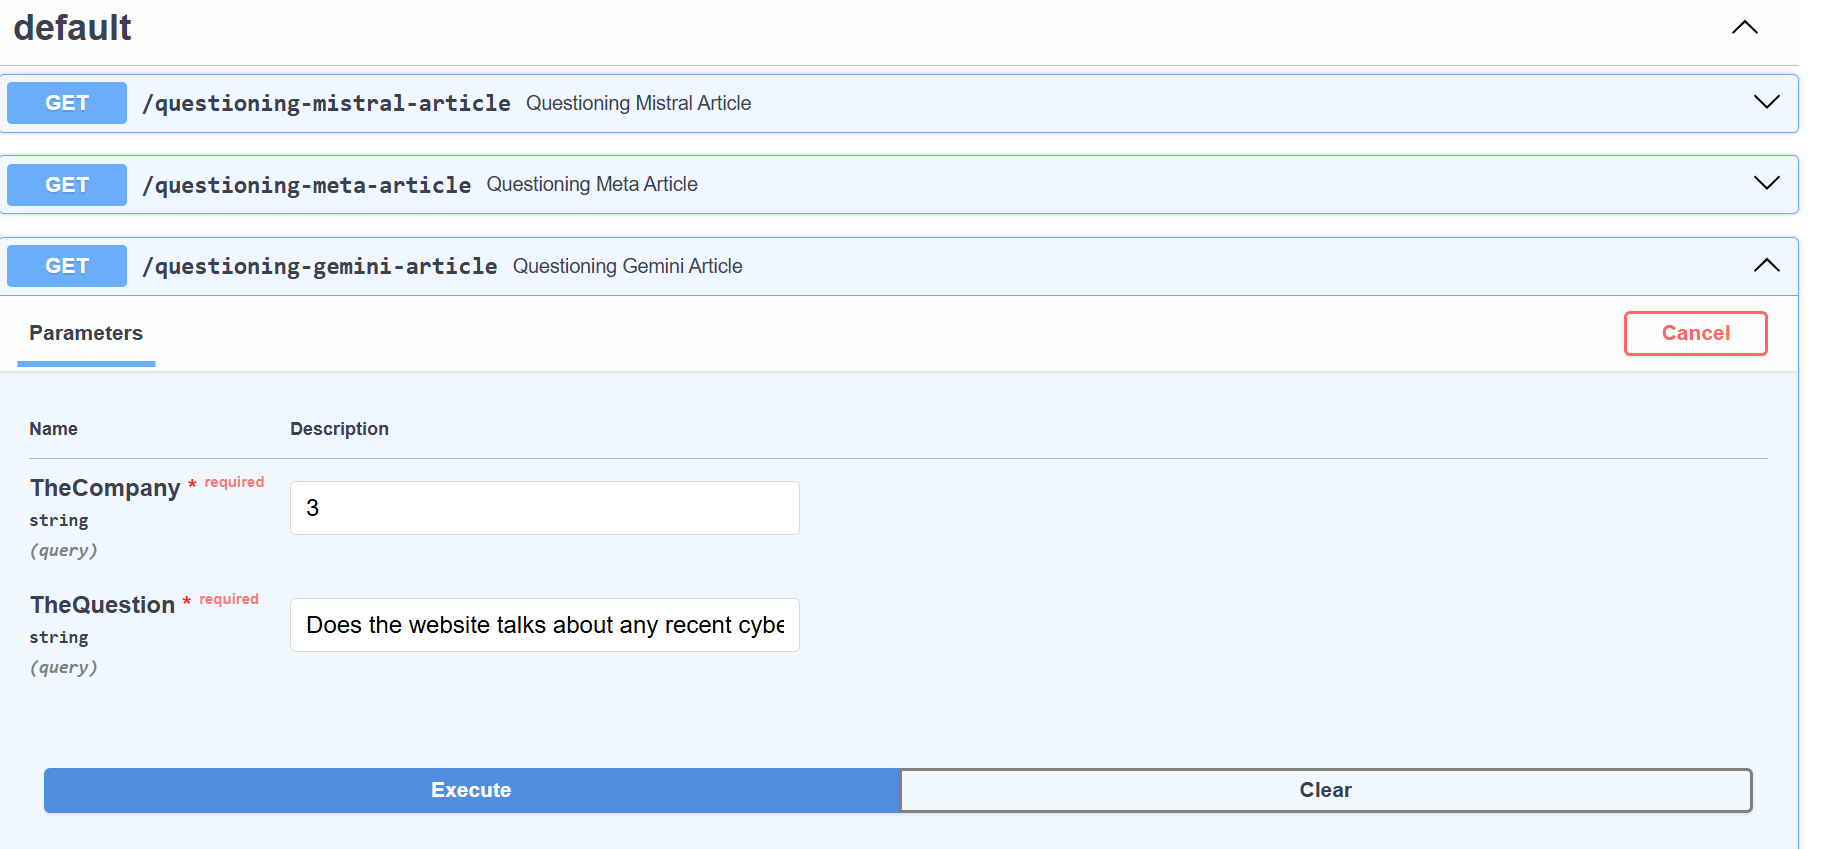 default
GET /questioning-mistral-article Questioning Mistral Article
GET /questioning-meta-article Questioning Meta Article
GET /questioning-gemini-article Questioning Gemini Article
Parameters Cancel
Name Description
TheCompany * required
string
(query)
3
TheQuestion * required
string
(query)
Does the website talks about any recent cybe
Execute Clear